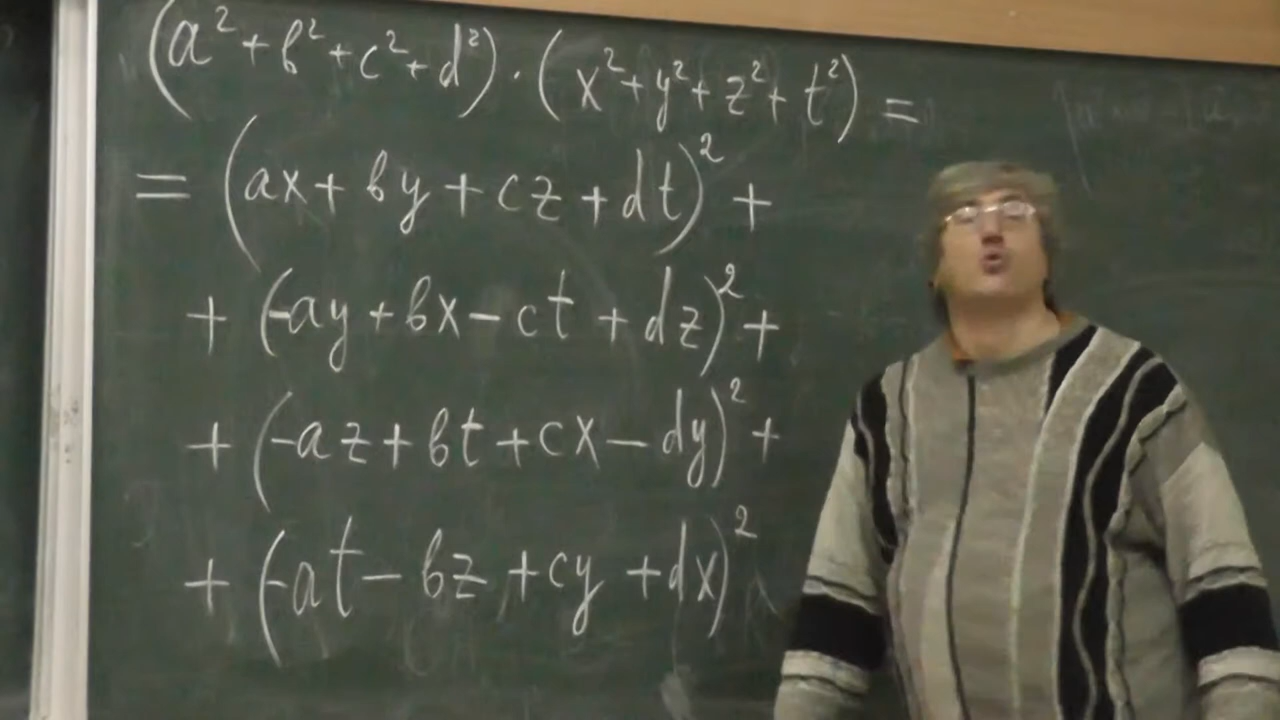 (a² + b² + c² + d²) · (x² + y² + z² + t²) =
= (ax + by + cz + dt)² +
+ (-ay + bx - ct + dz)² +
+ (-az + bt + cx - dy)² +
+ (-at - bz + cy + dx)²